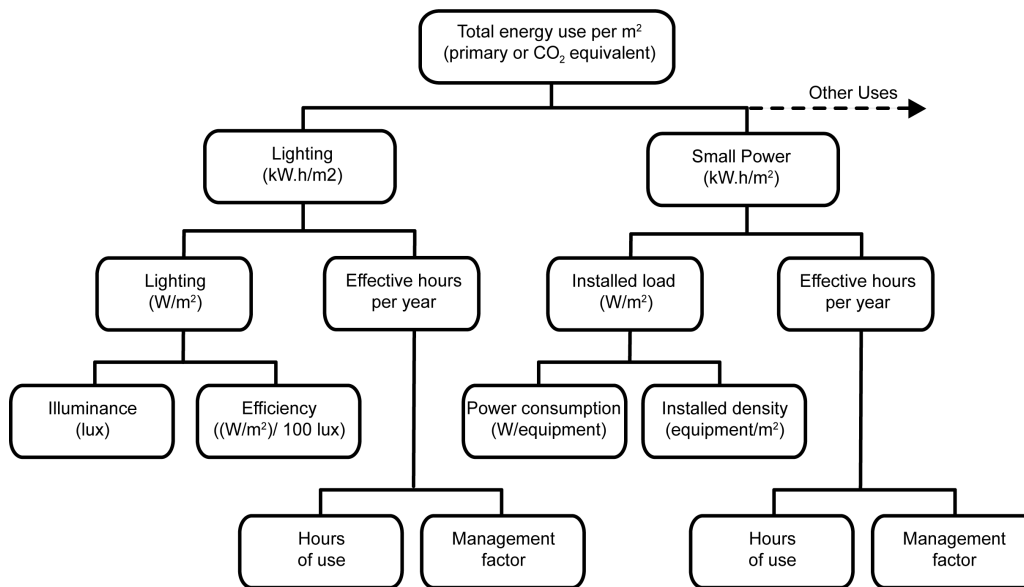 Total energy use per m²
(primary or CO₂ equivalent)
Other Uses
Lighting
(kW.h/m2)
Small Power
(kW.h/m²)
Lighting
(W/m²)
Effective hours
per year
Installed load
(W/m²)
Effective hours
per year
Illuminance
(lux)
Efficiency
((W/m²)/ 100 lux)
Power consumption
(W/equipment)
Installed density
(equipment/m²)
Hours
of use
Management
factor
Hours
of use
Management
factor